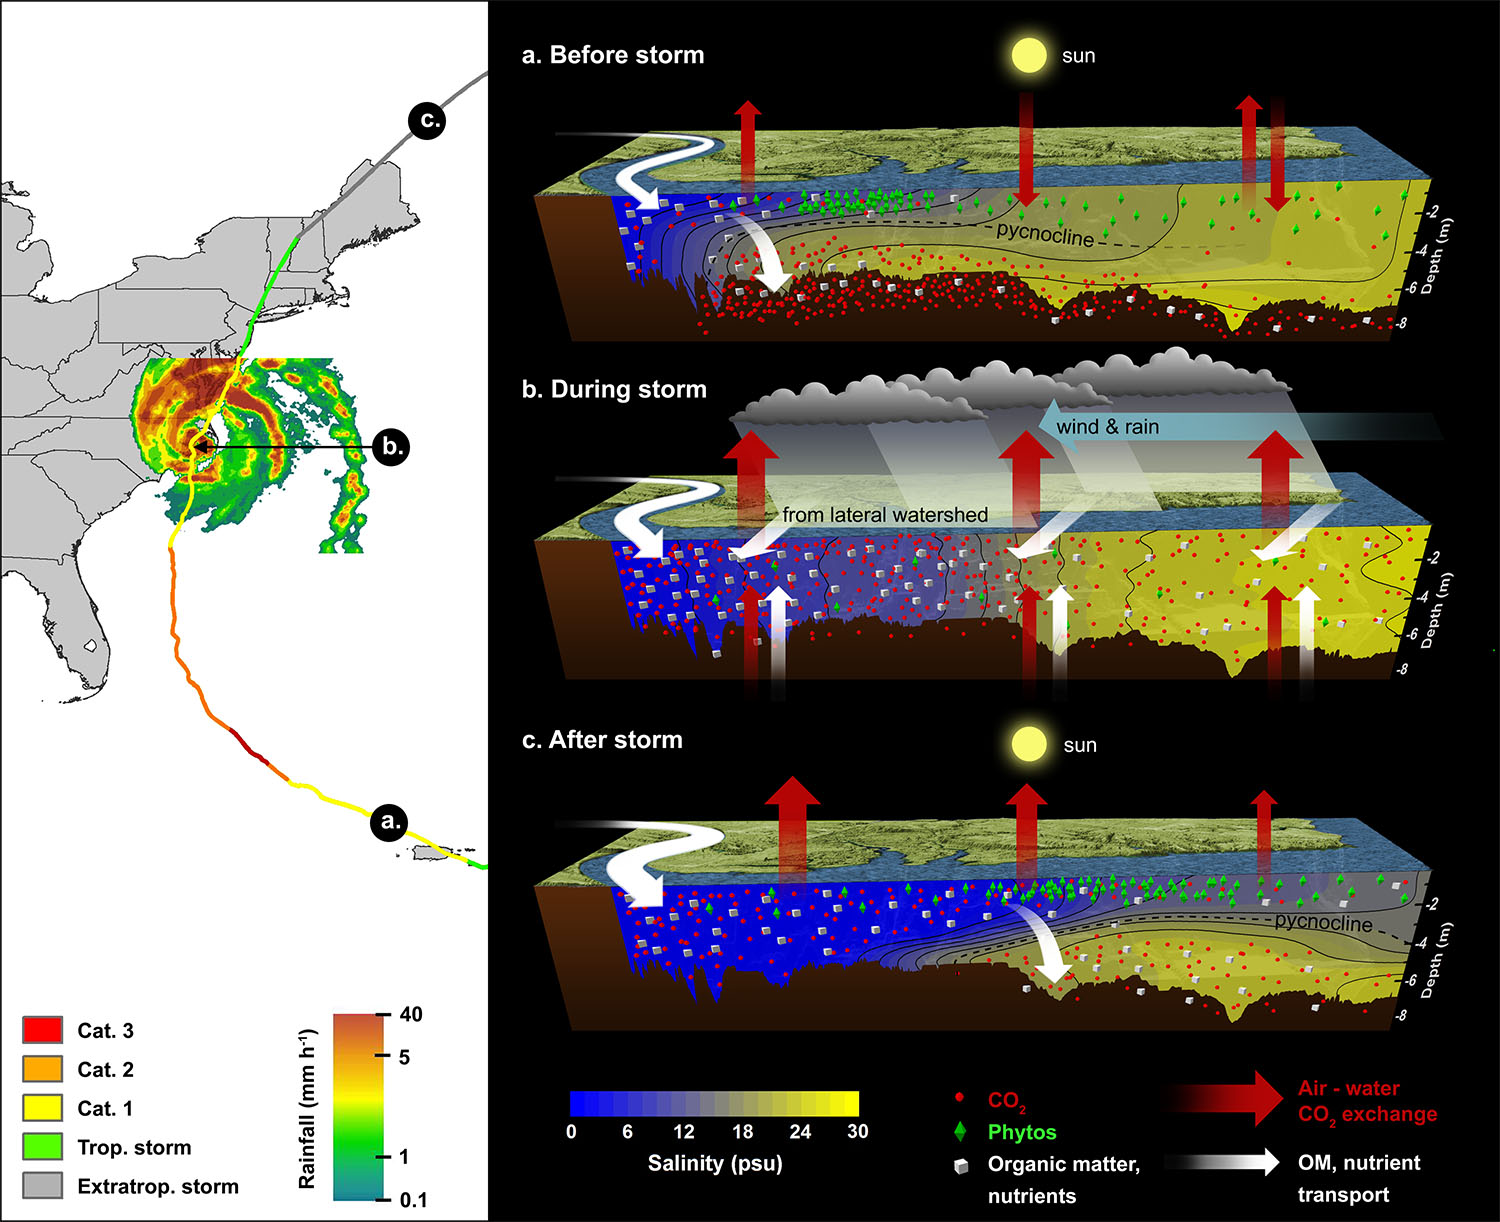 c.
b.
a.
Cat. 3
Cat. 2
Cat. 1
Trop. storm
Extratrop. storm
Rainfall (mm h⁻¹)
40
5
1
0.1
a. Before storm
sun
pycnocline
-2
-4
-6
-8
Depth (m)
b. During storm
wind & rain
from lateral watershed
-2
-4
-6
-8
Depth (m)
c. After storm
sun
pycnocline
-2
-4
-6
-8
Depth (m)
0 6 12 18 24 30
Salinity (psu)
CO₂
Phytos
Organic matter,
nutrients
Air - water
CO₂ exchange
OM, nutrient
transport